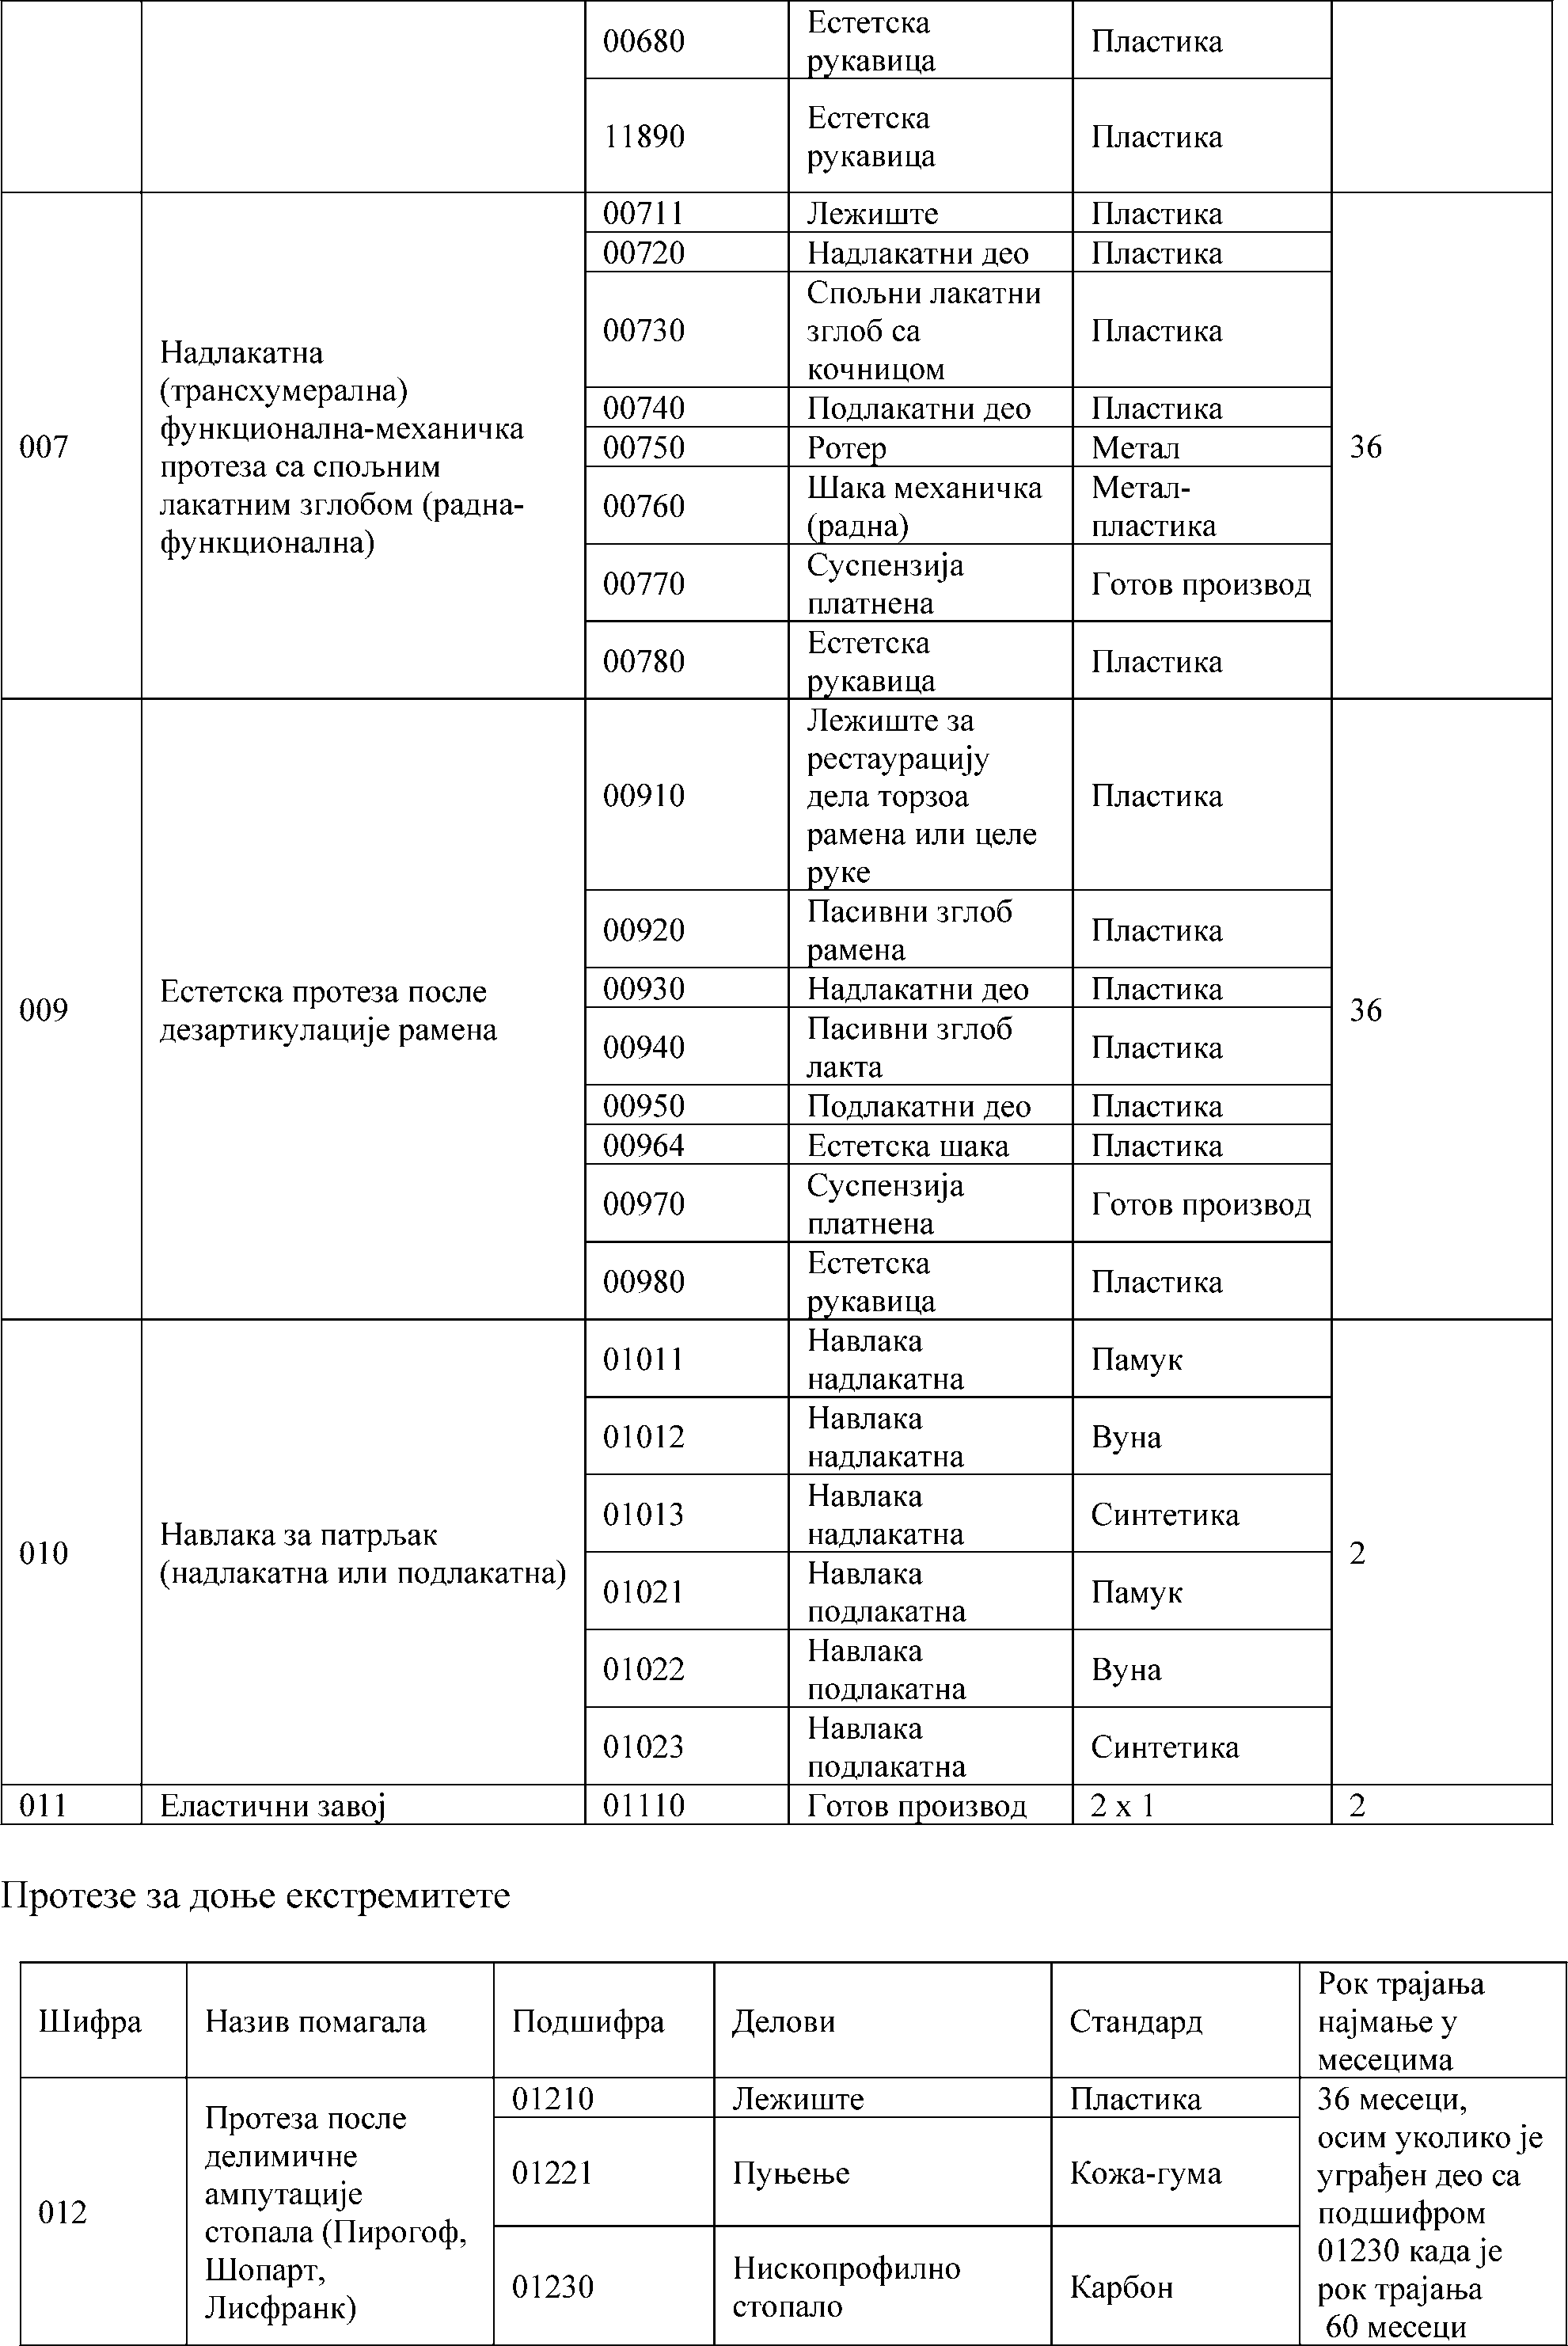 00680 Естетска рукавица Пластика
11890 Естетска рукавица Пластика
007 Надлакатна (трансхумерална) функционална-механичка протеза са спољним лакатним зглобом (радна-функционална) 36
00711 Лежиште Пластика
00720 Надлакатни део Пластика
00730 Спољни лакатни зглоб са кочницом Пластика
00740 Подлакатни део Пластика
00750 Ротер Метал
00760 Шака механичка (радна) Метал-пластика
00770 Суспензија платнена Готов производ
00780 Естетска рукавица Пластика
009 Естетска протеза после дезартикулације рамена 36
00910 Лежиште за рестаурацију дела торзоа рамена или целе руке Пластика
00920 Пасивни зглоб рамена Пластика
00930 Надлакатни део Пластика
00940 Пасивни зглоб лакта Пластика
00950 Подлакатни део Пластика
00964 Естетска шака Пластика
00970 Суспензија платнена Готов производ
00980 Естетска рукавица Пластика
010 Навлака за патрљак (надлакатна или подлакатна) 2
01011 Навлака надлакатна Памук
01012 Навлака надлакатна Вуна
01013 Навлака надлакатна Синтетика
01021 Навлака подлакатна Памук
01022 Навлака подлакатна Вуна
01023 Навлака подлакатна Синтетика
011 Еластични завој 01110 Готов производ 2 x 1 2
Протезе за доње екстремитете
Шифра Назив помагала Подшифра Делови Стандард Рок трајања најмање у месецима
012 Протеза после делимичне ампутације стопала (Пирогоф, Шопарт, Лисфранк)
01210 Лежиште Пластика
01221 Пуњење Кожа-гума
01230 Нископрофилно стопало Карбон
36 месеци, осим уколико је уграђен део са подшифром 01230 када је рок трајања 60 месеци